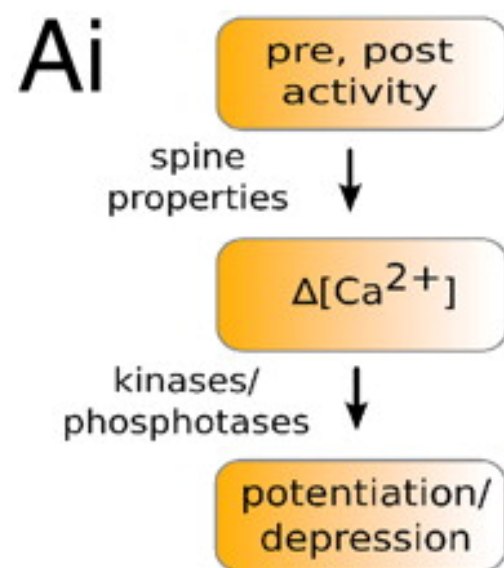 Ai
pre, post
activity
spine
properties
Δ[Ca²⁺]
kinases/
phosphotases
potentiation/
depression